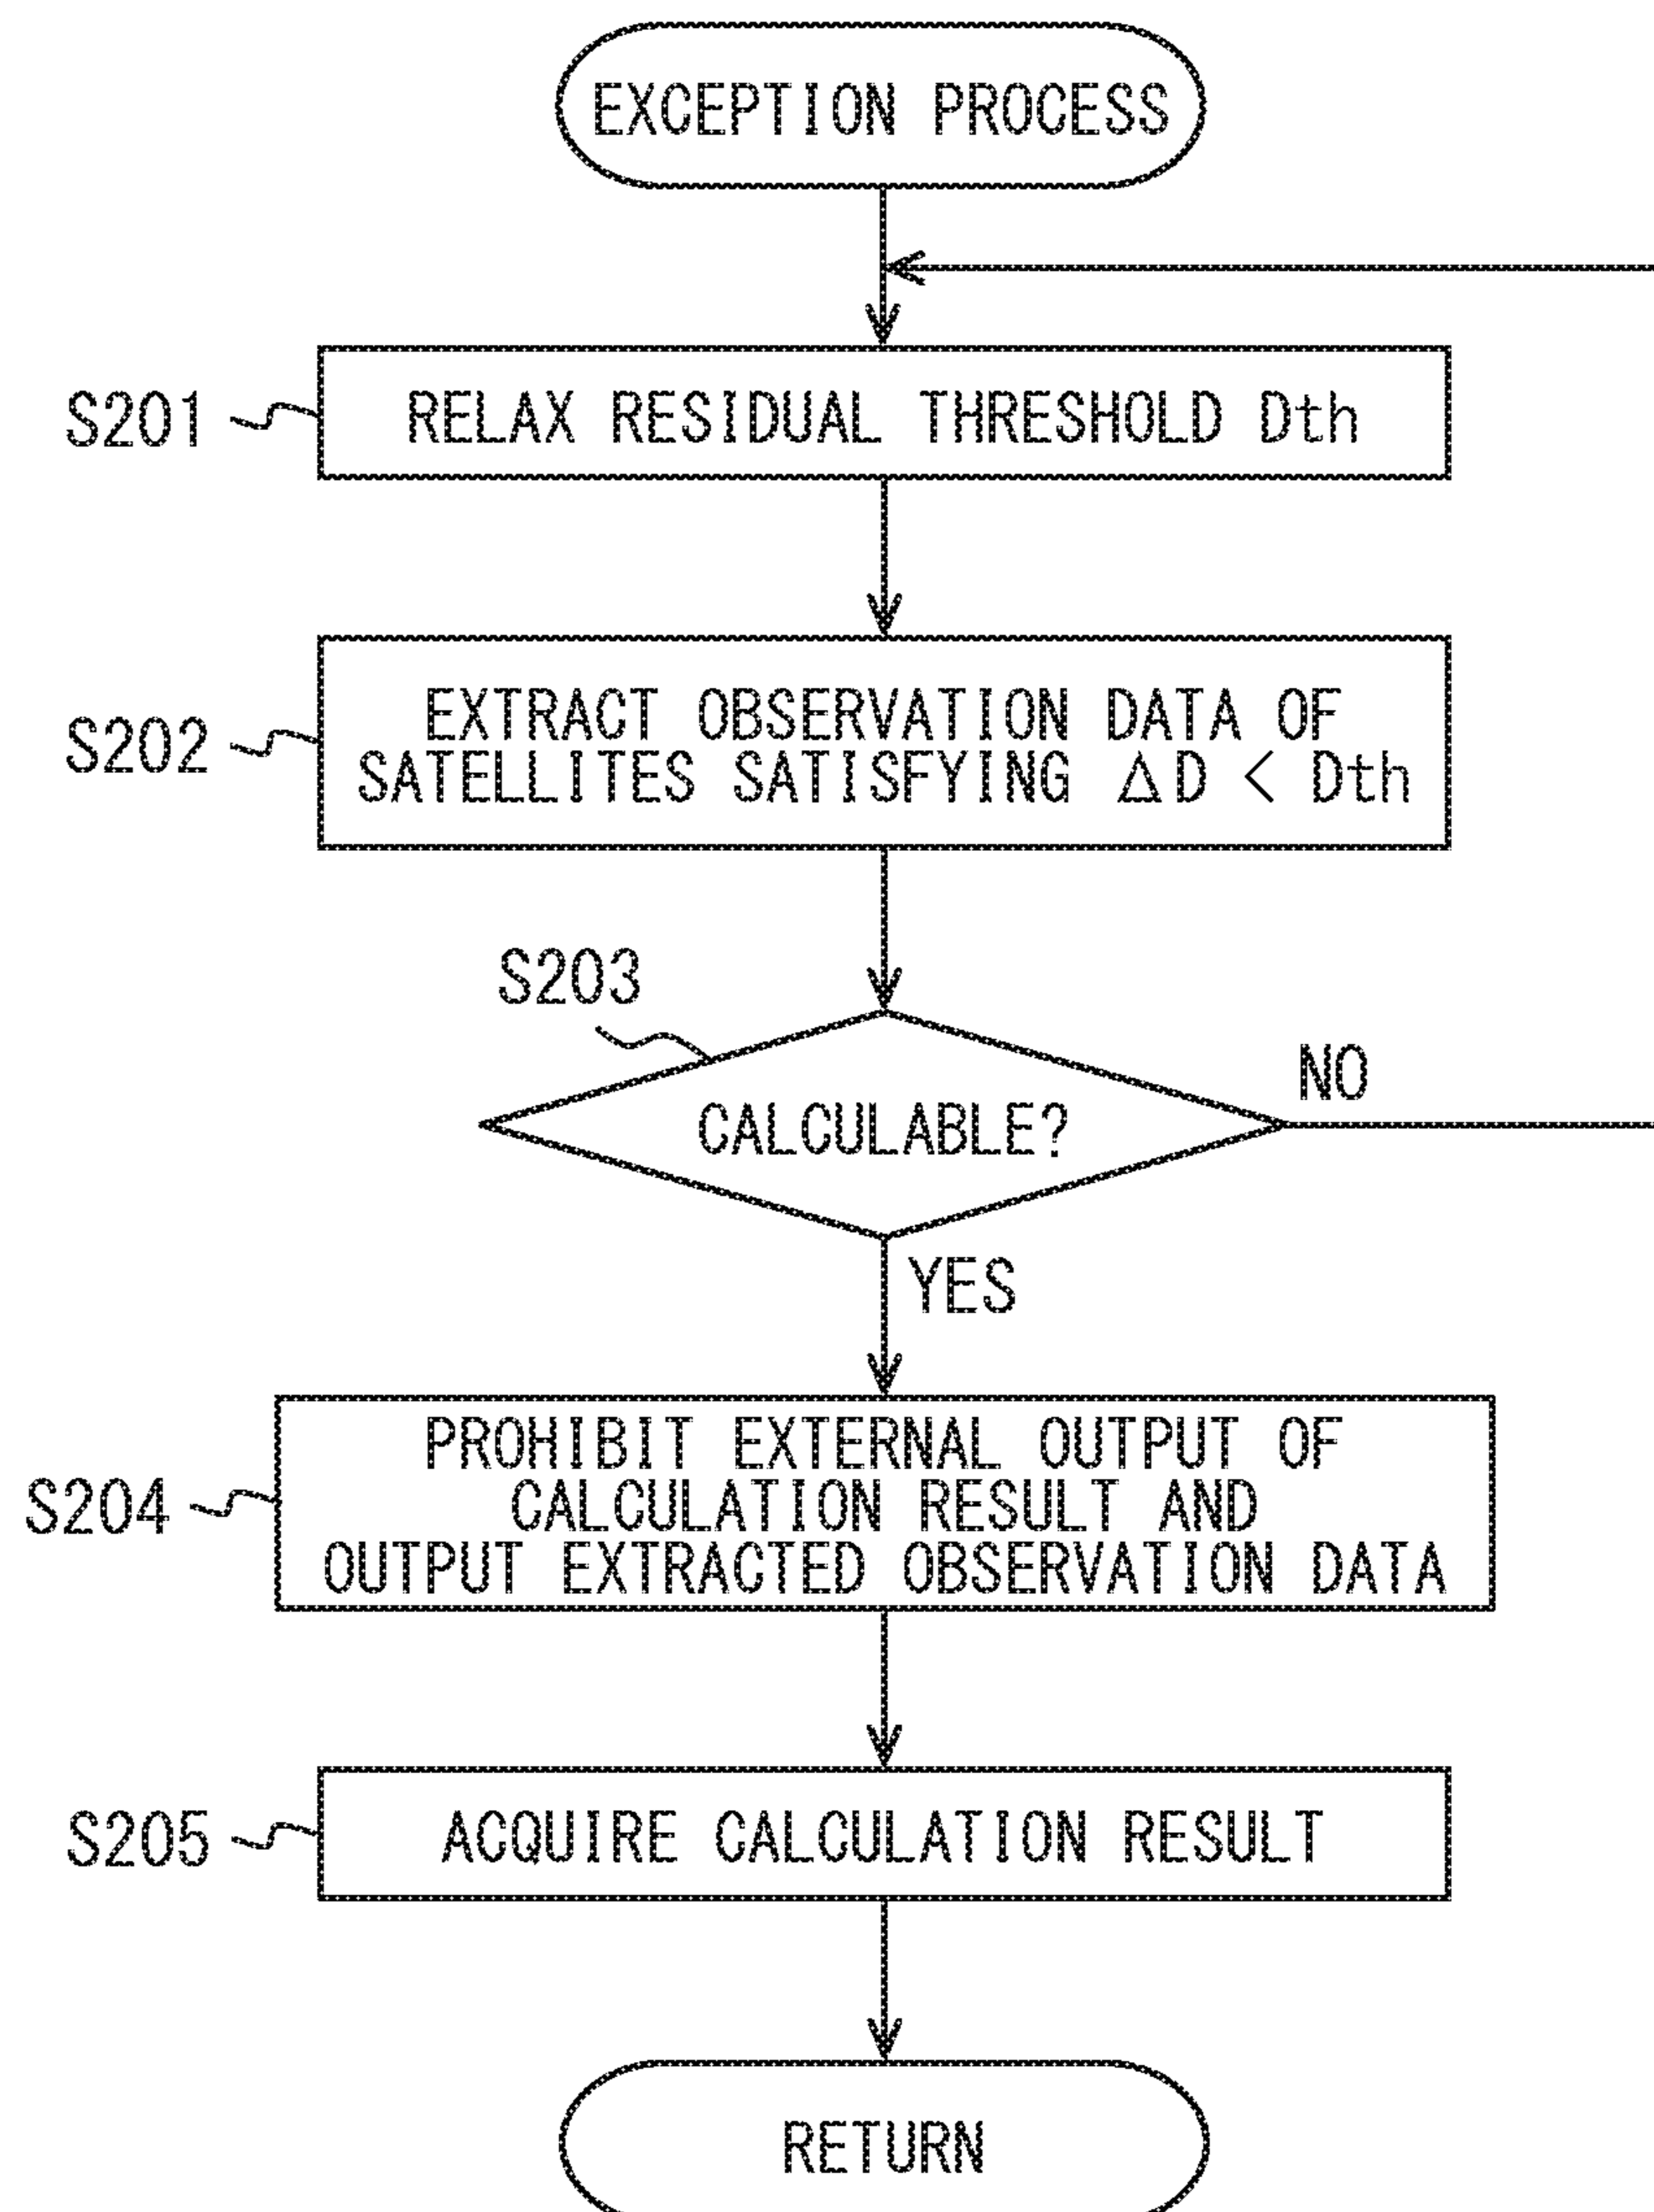 EXCEPTION PROCESS
S201
RELAX RESIDUAL THRESHOLD Dth
S202
EXTRACT OBSERVATION DATA OF
SATELLITES SATISFYING ΔD < Dth
S203
CALCULABLE?
NO
YES
S204
PROHIBIT EXTERNAL OUTPUT OF
CALCULATION RESULT AND
OUTPUT EXTRACTED OBSERVATION DATA
S205
ACQUIRE CALCULATION RESULT
RETURN